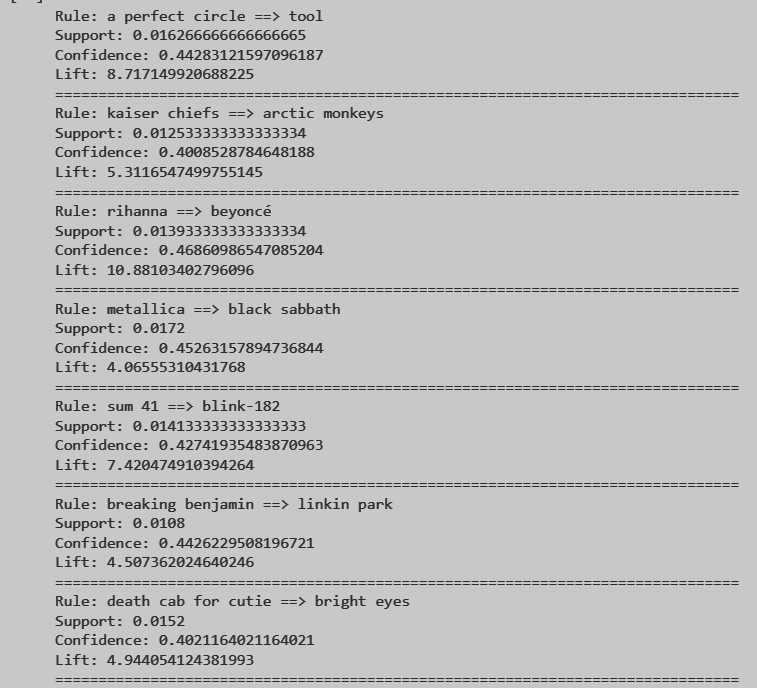 Rule: a perfect circle ==> tool
Support: 0.016266666666666665
Confidence: 0.44283121597096187
Lift: 8.717149920688225
================================================================================
Rule: kaiser chiefs ==> arctic monkeys
Support: 0.012533333333333334
Confidence: 0.4008528784648188
Lift: 5.3116547499755145
================================================================================
Rule: rihanna ==> beyoncé
Support: 0.013933333333333334
Confidence: 0.46860986547085204
Lift: 10.88103402796096
================================================================================
Rule: metallica ==> black sabbath
Support: 0.0172
Confidence: 0.45263157894736844
Lift: 4.06555310431768
================================================================================
Rule: sum 41 ==> blink-182
Support: 0.014133333333333333
Confidence: 0.42741935483870963
Lift: 7.420474910394264
================================================================================
Rule: breaking benjamin ==> linkin park
Support: 0.0108
Confidence: 0.4426229508196721
Lift: 4.507362024640246
================================================================================
Rule: death cab for cutie ==> bright eyes
Support: 0.0152
Confidence: 0.4021164021164021
Lift: 4.944054124381993
================================================================================